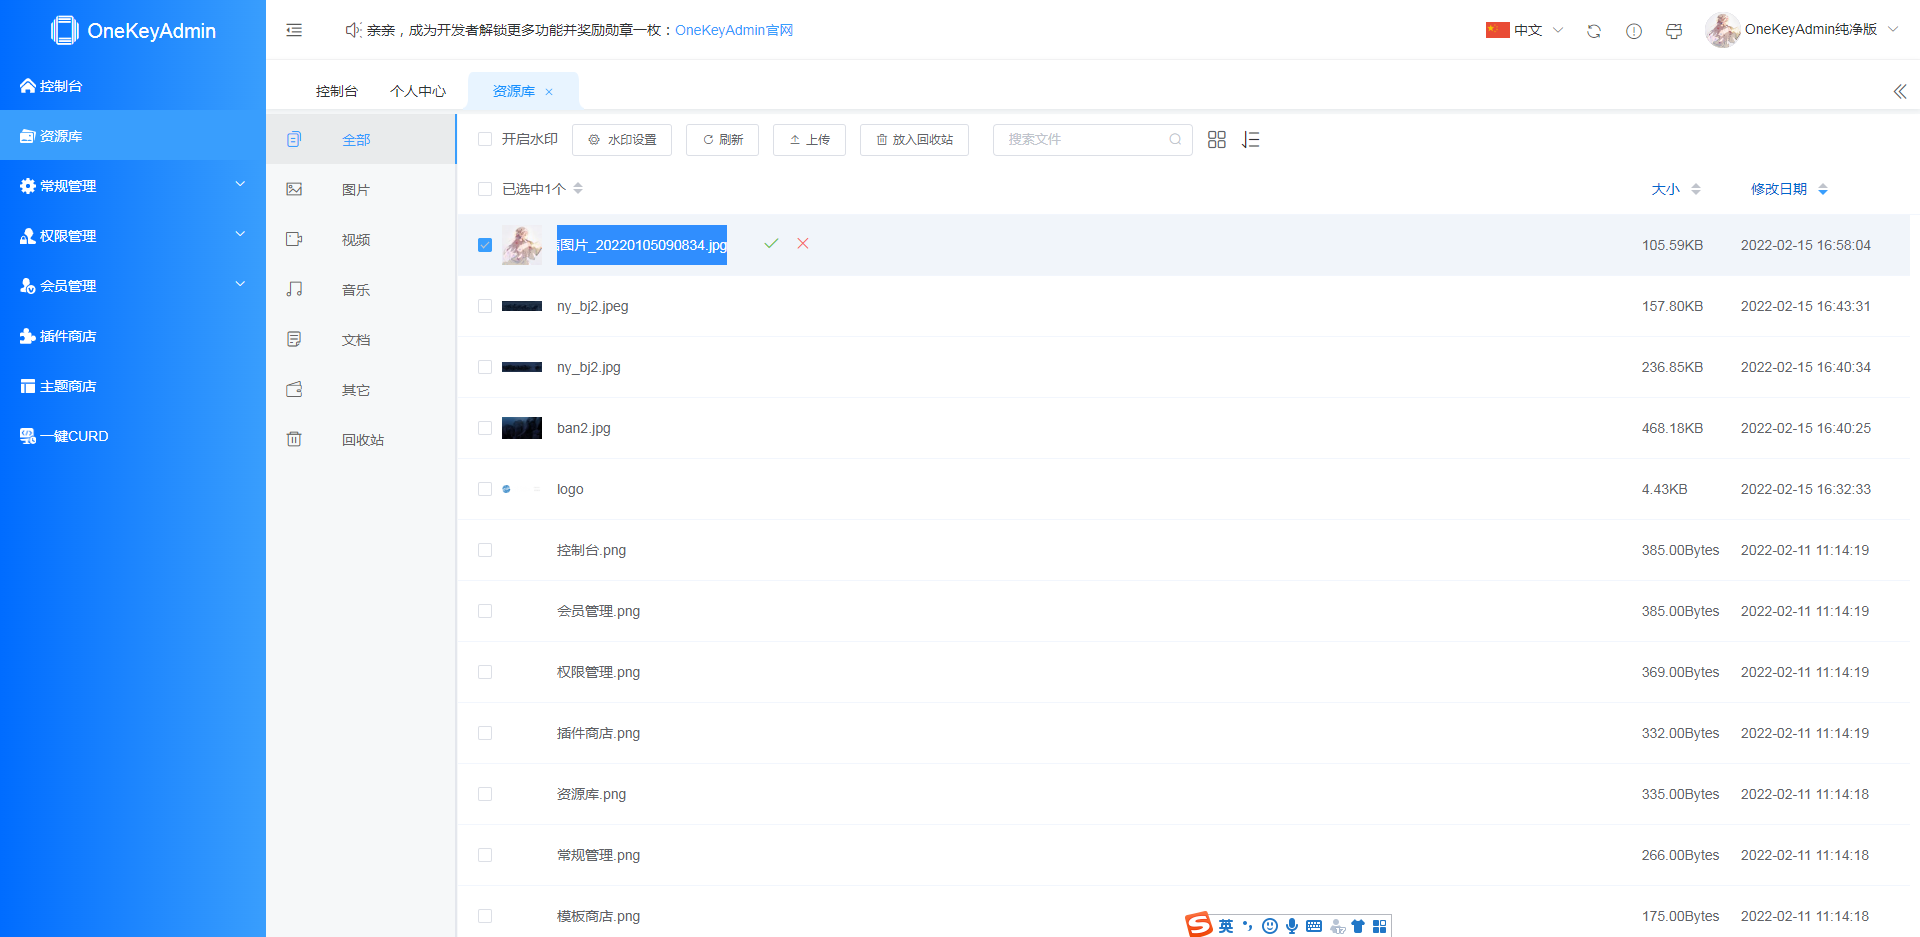 OneKeyAdmin
亲亲，成为开发者解锁更多功能并奖励勋章一枚：OneKeyAdmin官网
中文
OneKeyAdmin纯净版
控制台
资源库
常规管理
权限管理
会员管理
插件商店
主题商店
一键CURD
控制台 个人中心 资源库
全部
图片
视频
音乐
文档
其它
回收站
开启水印 水印设置 刷新 上传 放入回收站 搜索文件
已选中1个 大小 修改日期
图片_20220105090834.jpg 105.59KB 2022-02-15 16:58:04
ny_bj2.jpeg 157.80KB 2022-02-15 16:43:31
ny_bj2.jpg 236.85KB 2022-02-15 16:40:34
ban2.jpg 468.18KB 2022-02-15 16:40:25
logo 4.43KB 2022-02-15 16:32:33
控制台.png 385.00Bytes 2022-02-11 11:14:19
会员管理.png 385.00Bytes 2022-02-11 11:14:19
权限管理.png 369.00Bytes 2022-02-11 11:14:19
插件商店.png 332.00Bytes 2022-02-11 11:14:19
资源库.png 335.00Bytes 2022-02-11 11:14:18
常规管理.png 266.00Bytes 2022-02-11 11:14:18
模板商店.png 175.00Bytes 2022-02-11 11:14:18
英